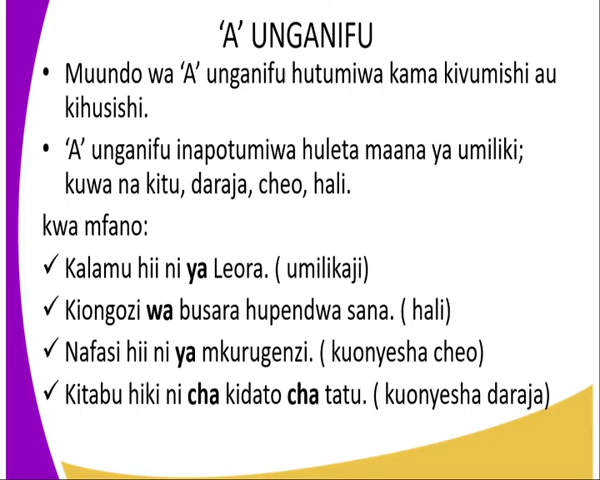 ‘A’ UNGANIFU
• Muundo wa ‘A’ unganifu hutumiwa kama kivumishi au
kihusishi.
• ‘A’ unganifu inapotumiwa huleta maana ya umiliki;
kuwa na kitu, daraja, cheo, hali.
kwa mfano:
✓ Kalamu hii ni ya Leora. ( umilikaji)
✓ Kiongozi wa busara hupendwa sana. ( hali)
✓ Nafasi hii ni ya mkurugenzi. ( kuonyesha cheo)
✓ Kitabu hiki ni cha kidato cha tatu. ( kuonyesha daraja)